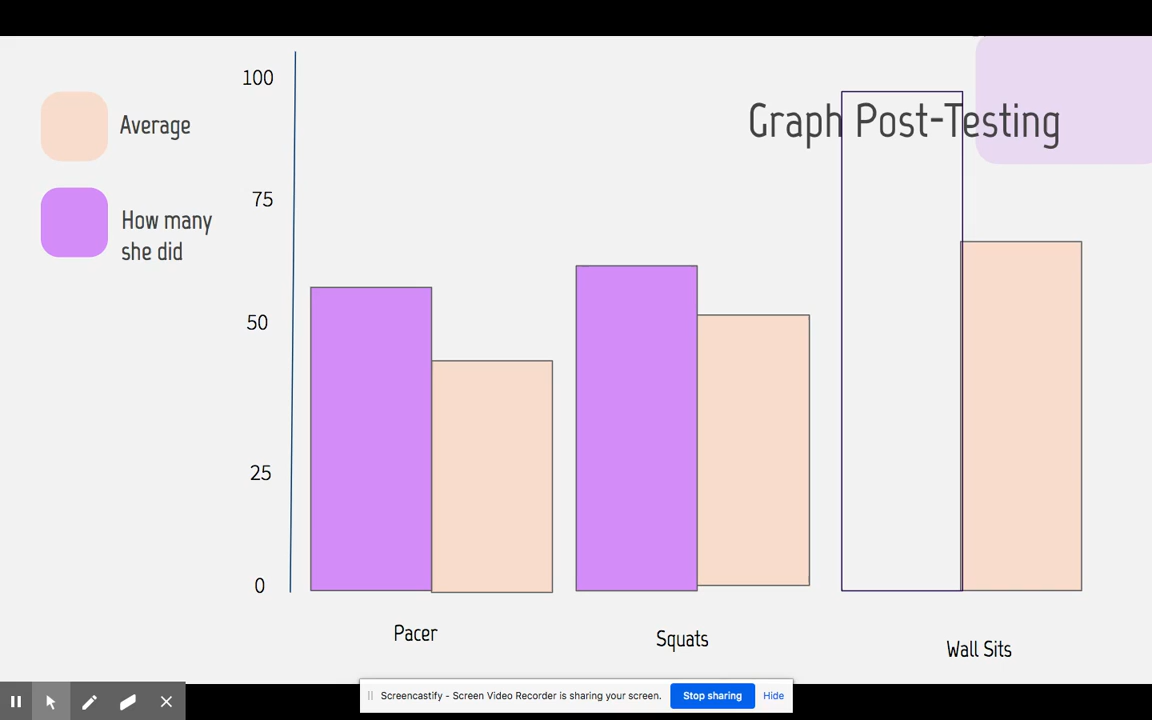 Graph Post-Testing
Average
How many
she did
100
75
50
25
0
Pacer
Squats
Wall Sits
Screencastify - Screen Video Recorder is sharing your screen.
Stop sharing
Hide